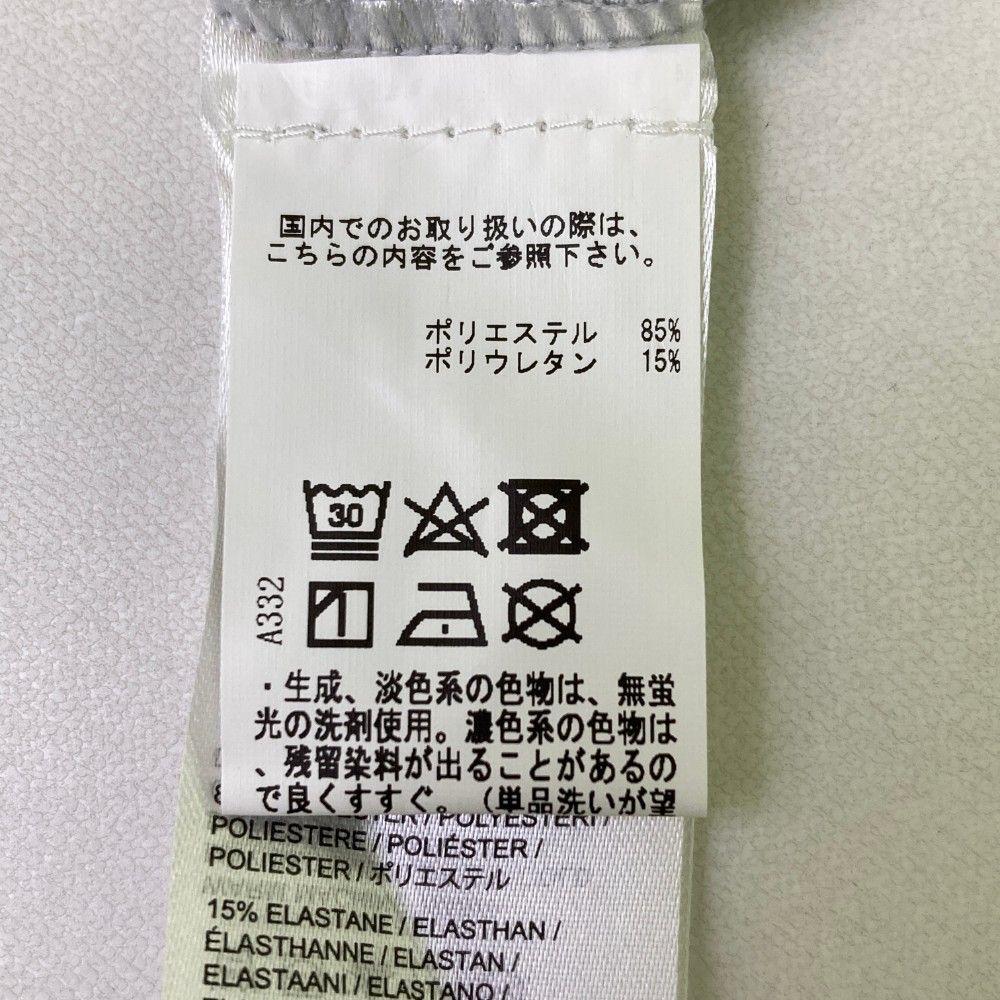 国内でのお取り扱いの際は、
こちらの内容をご参照下さい。
ポリエステル 85%
ポリウレタン 15%
30
A332
・生成、淡色系の色物は、無蛍
光の洗剤使用。濃色系の色物は
、残留染料が出ることがあるの
で良くすすぐ。（単品洗いが望
POLIESTERE / POLIÉSTER /
POLIESTER / ポリエステル
15% ELASTANE / ELASTHAN /
ÉLASTHANNE / ELASTAN /
ELASTAANI / ELASTANO /